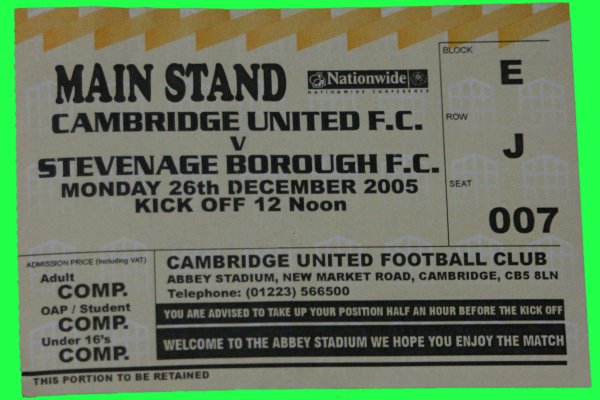 MAIN STAND
Nationwide
NATIONWIDE CONFERENCE
CAMBRIDGE UNITED F.C.
V
STEVENAGE BOROUGH F.C.
MONDAY 26th DECEMBER 2005
KICK OFF 12 Noon
BLOCK
E
ROW
J
SEAT
007
ADMISSION PRICE (Including VAT)
Adult
COMP.
OAP / Student
COMP.
Under 16's
COMP.
CAMBRIDGE UNITED FOOTBALL CLUB
ABBEY STADIUM, NEW MARKET ROAD, CAMBRIDGE, CB5 8LN
Telephone: (01223) 566500
YOU ARE ADVISED TO TAKE UP YOUR POSITION HALF AN HOUR BEFORE THE KICK OFF
WELCOME TO THE ABBEY STADIUM WE HOPE YOU ENJOY THE MATCH
THIS PORTION TO BE RETAINED